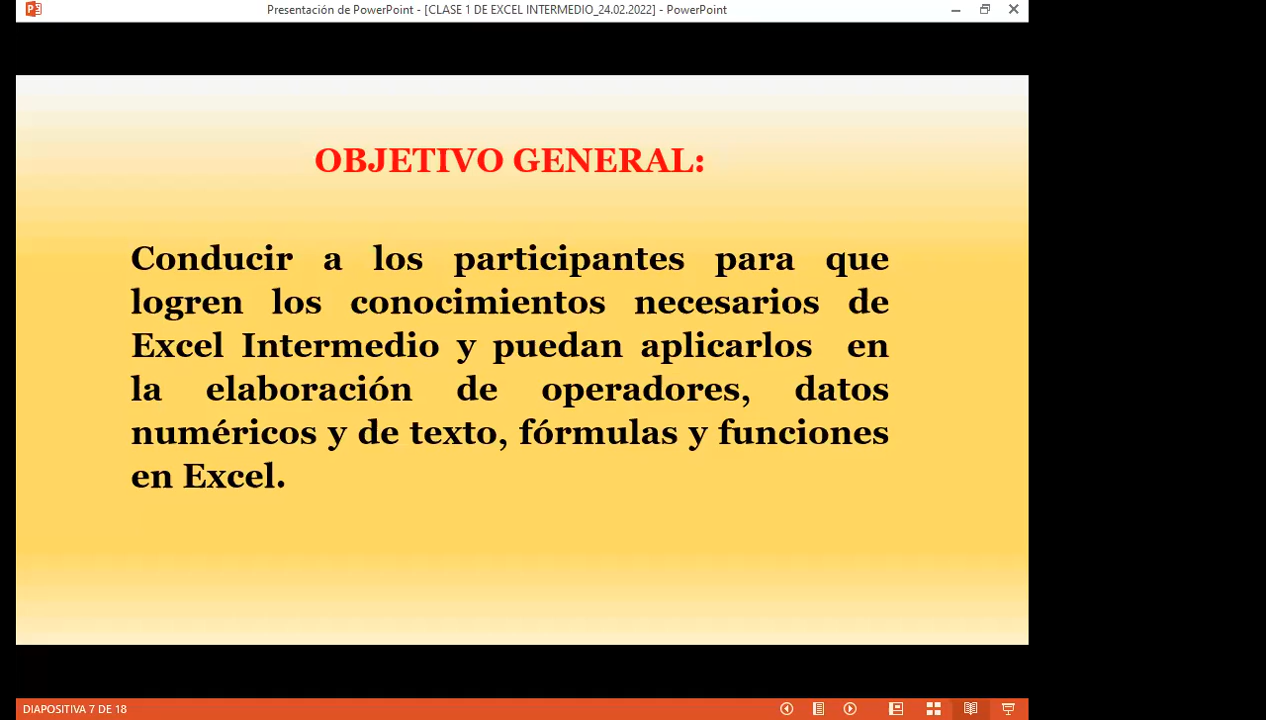 Presentación de PowerPoint - [CLASE 1 DE EXCEL INTERMEDIO_24.02.2022] - PowerPoint
OBJETIVO GENERAL:
Conducir a los participantes para que
logren los conocimientos necesarios de
Excel Intermedio y puedan aplicarlos en
la elaboración de operadores, datos
numéricos y de texto, fórmulas y funciones
en Excel.
DIAPOSITIVA 7 DE 18